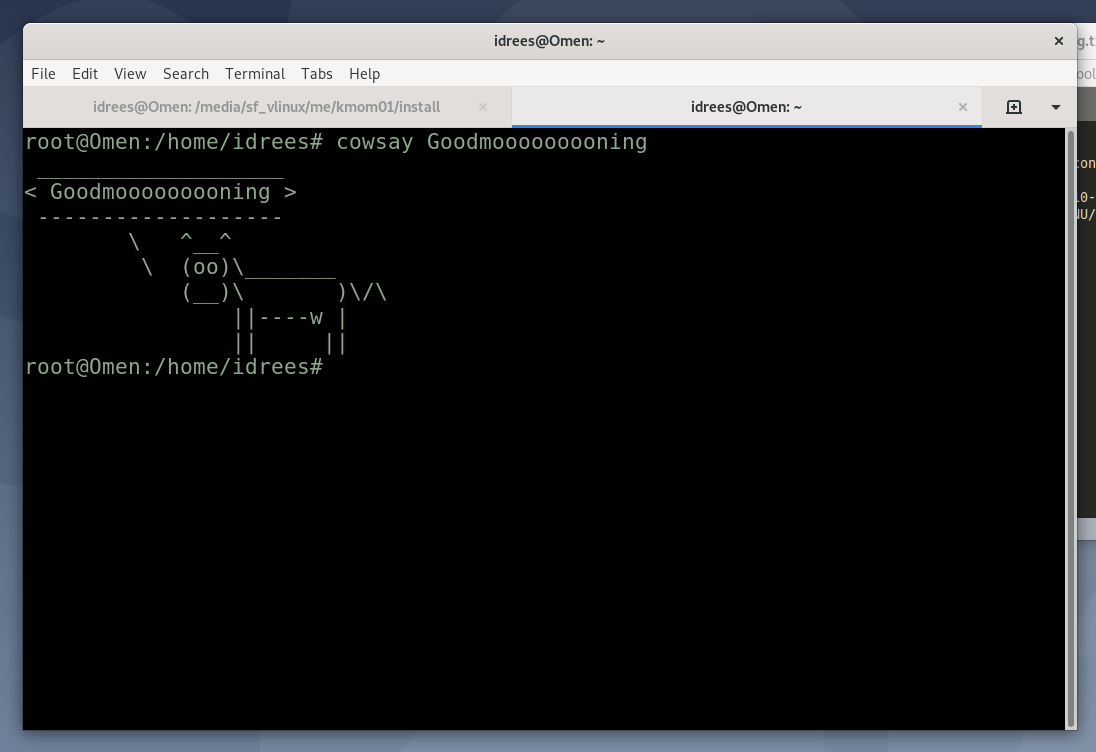 idrees@Omen: ~
File Edit View Search Terminal Tabs Help
idrees@Omen: /media/sf_vlinux/me/kmom01/install
idrees@Omen: ~
root@Omen:/home/idrees# cowsay Goodmooooooooning
 ___________________
< Goodmooooooooning >
 -------------------
        \   ^__^
         \  (oo)\_______
            (__)\       )\/\
                ||----w |
                ||     ||
root@Omen:/home/idrees#